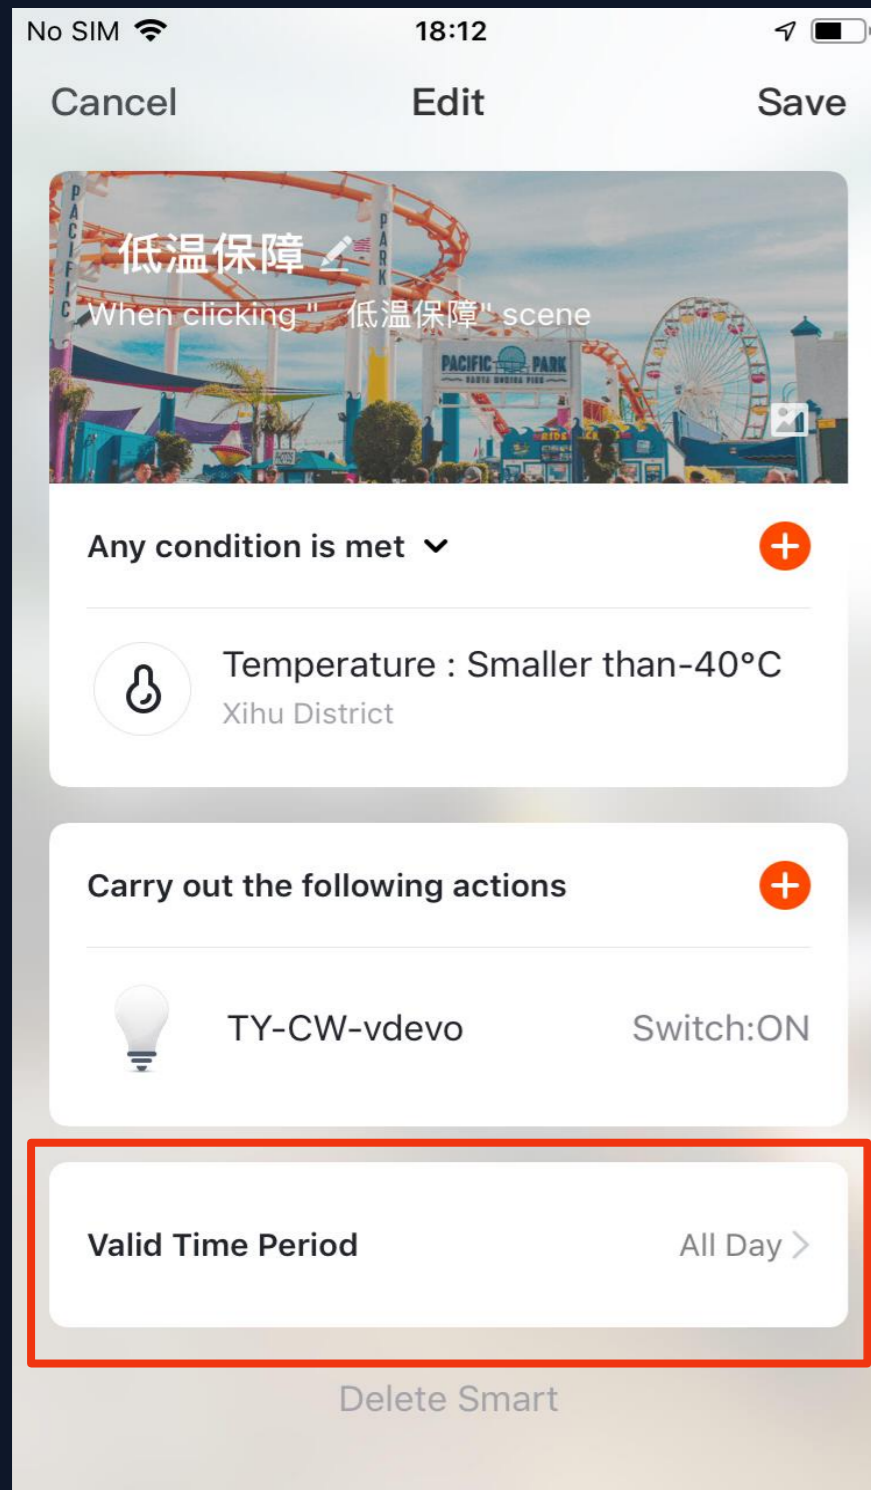 No SIM 18:12
Cancel Edit Save
PACIFIC
PARK
低温保障
When clicking " 低温保障" scene
PACIFIC PARK
Any condition is met
Temperature : Smaller than-40°C
Xihu District
Carry out the following actions
TY-CW-vdevo Switch:ON
Valid Time Period All Day
Delete Smart